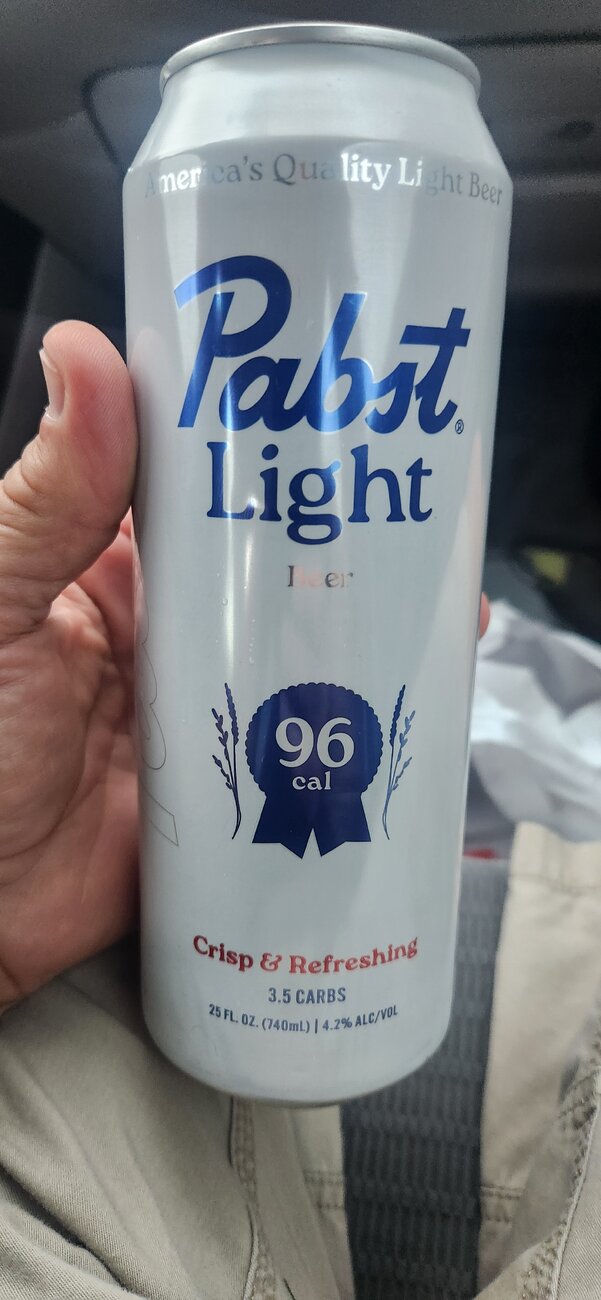 America's Quality Light Beer
Pabst®
Light
Beer
96
cal
Crisp & Refreshing
3.5 CARBS
25 FL. OZ. (740mL) | 4.2% ALC/VOL